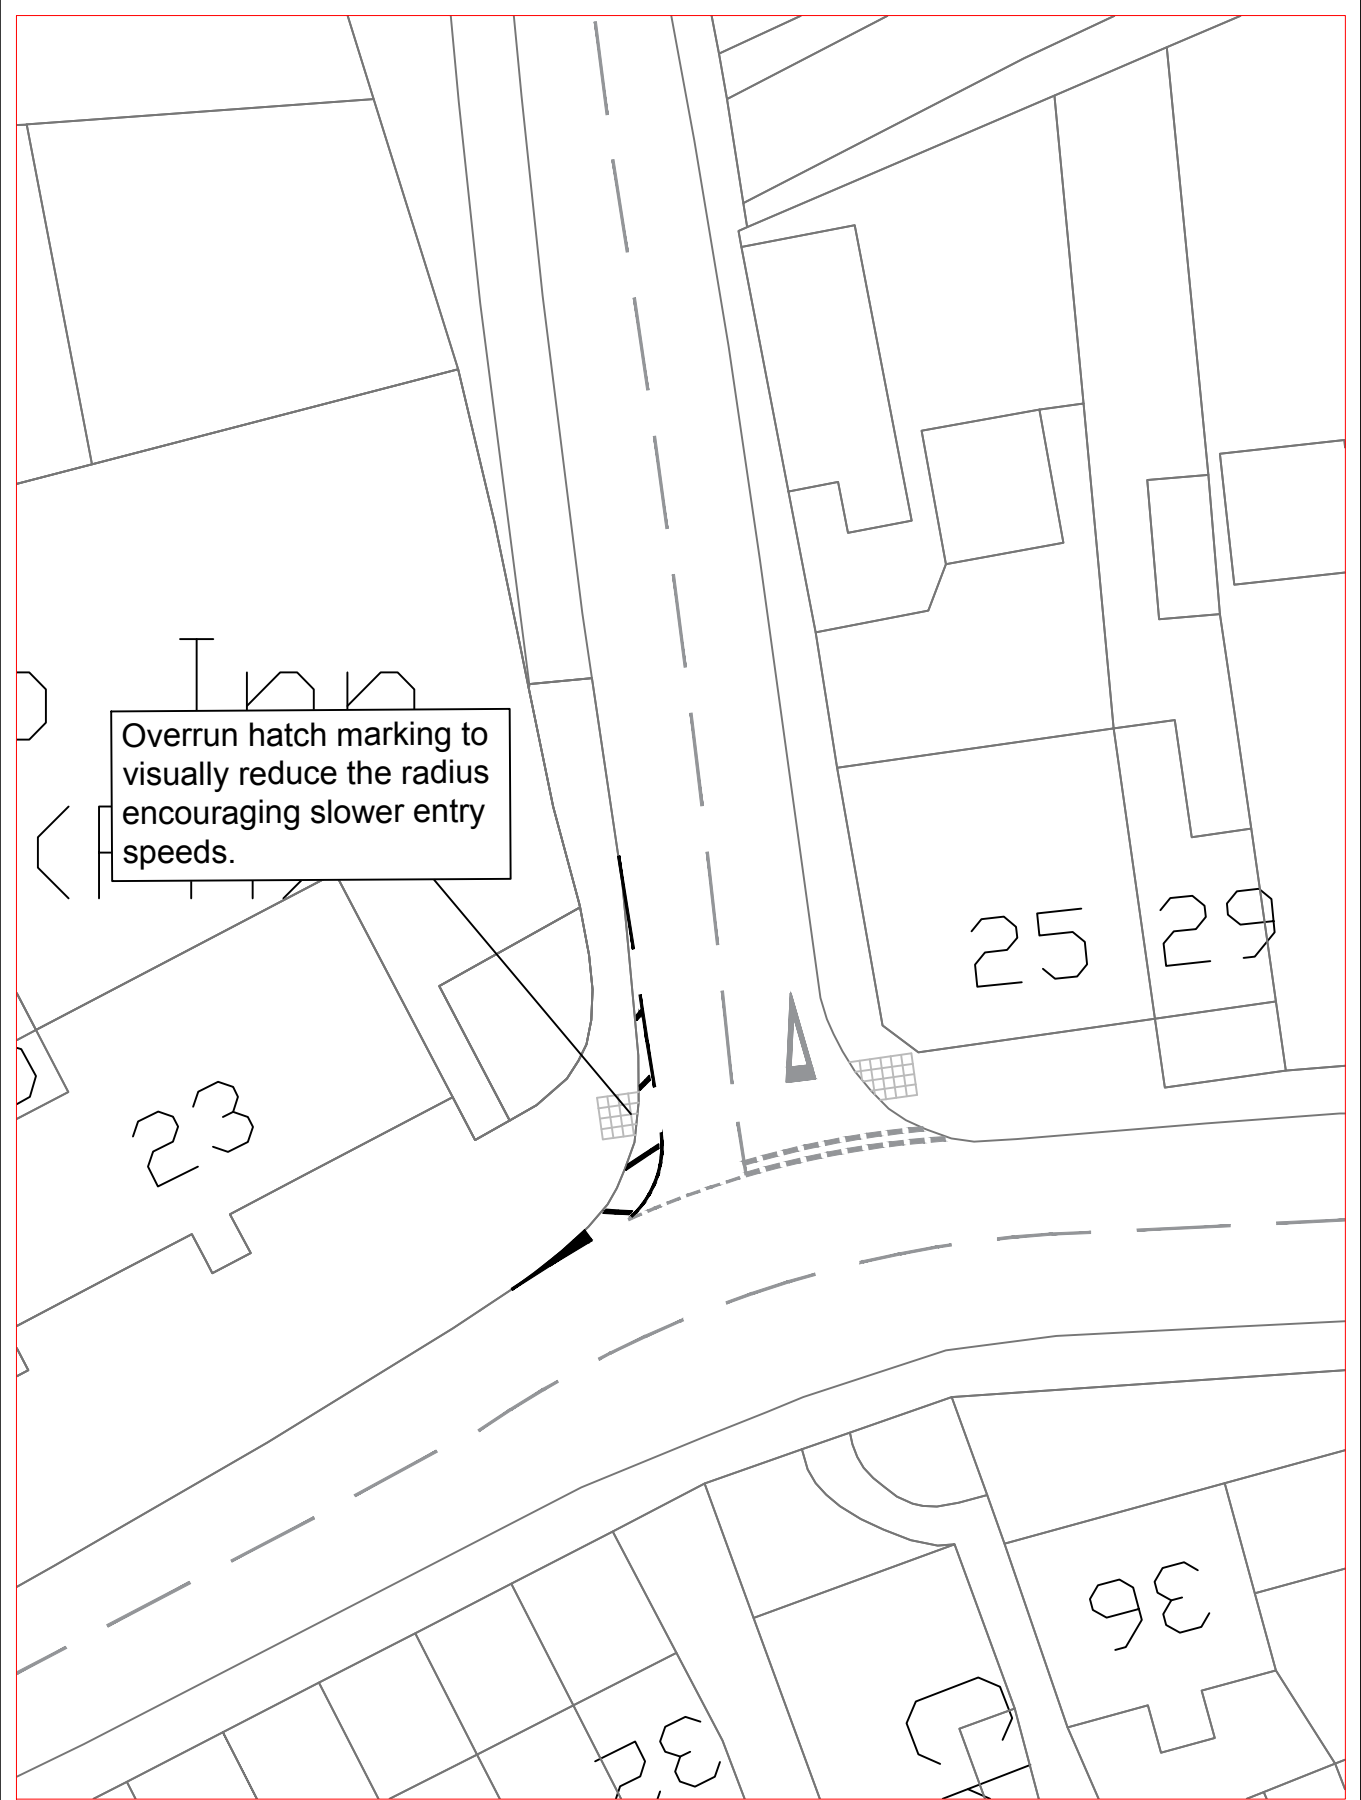 Overrun hatch marking to
visually reduce the radius
encouraging slower entry
speeds.
25
29
23
36